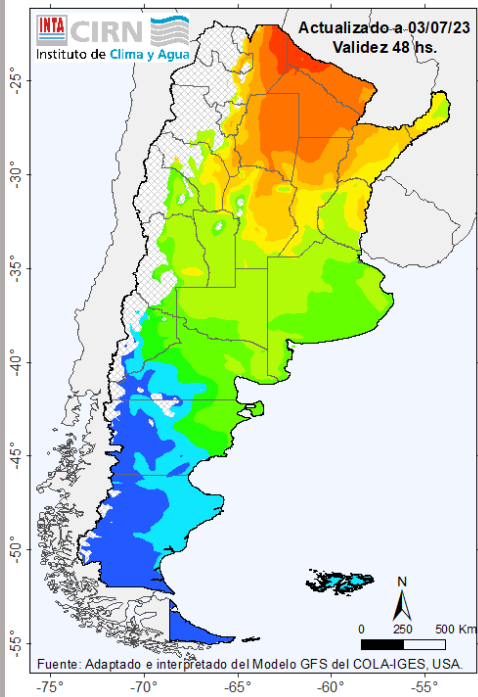 INTA CIRN
Instituto de Clima y Agua
Actualizado a 03/07/23
Validez 48 hs.
-25°
-30°
-35°
-40°
-45°
-50°
-55°
N
0 250 500 Km
Fuente: Adaptado e interpretado del Modelo GFS del COLA-IGES, USA.
-75° -70° -65° -60° -55°